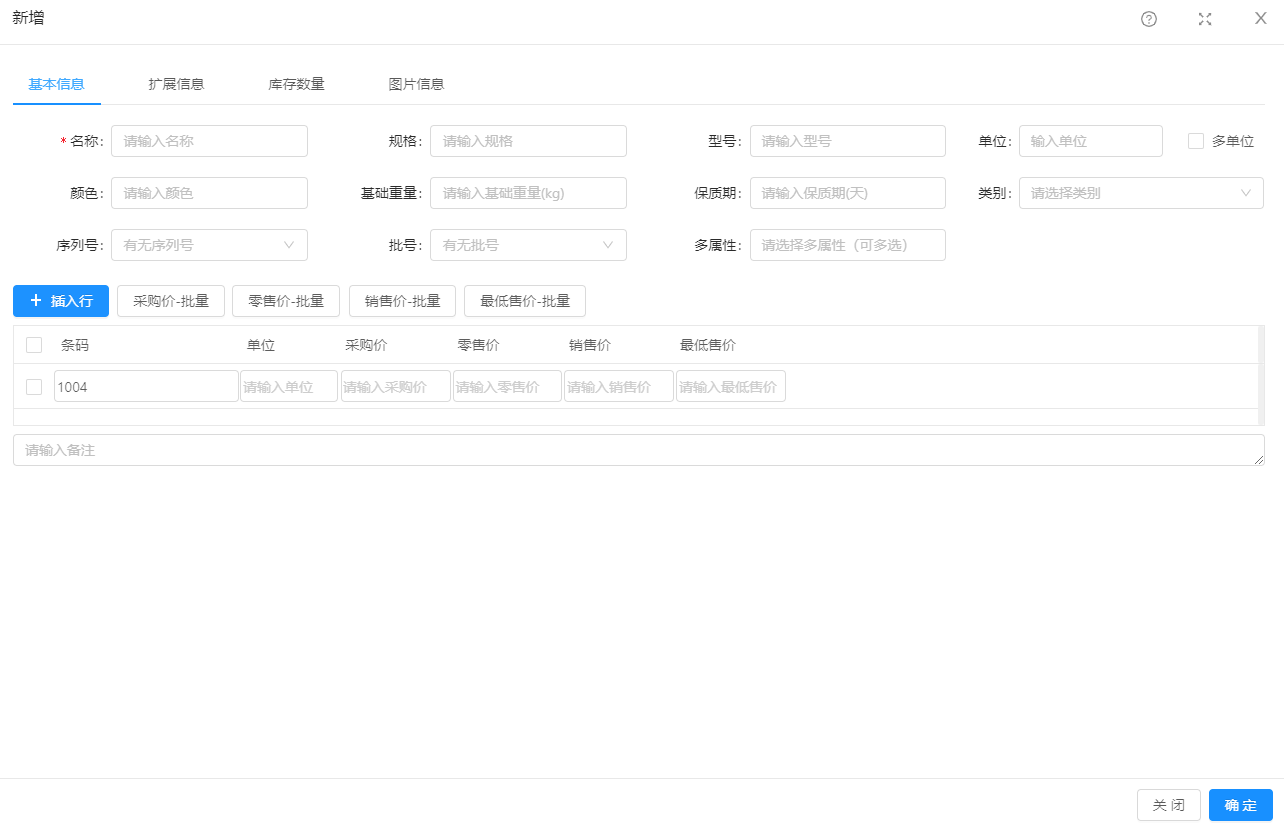 新增
基本信息 扩展信息 库存数量 图片信息
* 名称: 请输入名称 规格: 请输入规格 型号: 请输入型号 单位: 输入单位 多单位
颜色: 请输入颜色 基础重量: 请输入基础重量(kg) 保质期: 请输入保质期(天) 类别: 请选择类别
序列号: 有无序列号 批号: 有无批号 多属性: 请选择多属性（可多选）
+ 插入行 采购价-批量 零售价-批量 销售价-批量 最低售价-批量
条码 单位 采购价 零售价 销售价 最低售价
1004 请输入单位 请输入采购价 请输入零售价 请输入销售价 请输入最低售价
请输入备注
关 闭 确 定